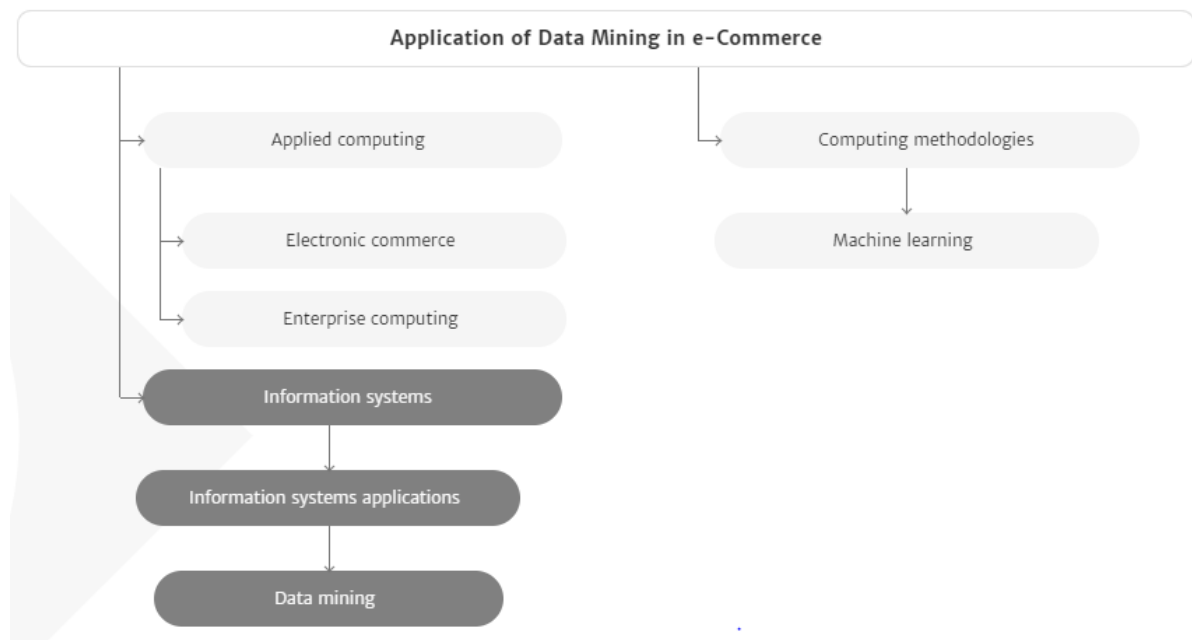 Application of Data Mining in e-Commerce
Applied computing
Electronic commerce
Enterprise computing
Information systems
Information systems applications
Data mining
Computing methodologies
Machine learning